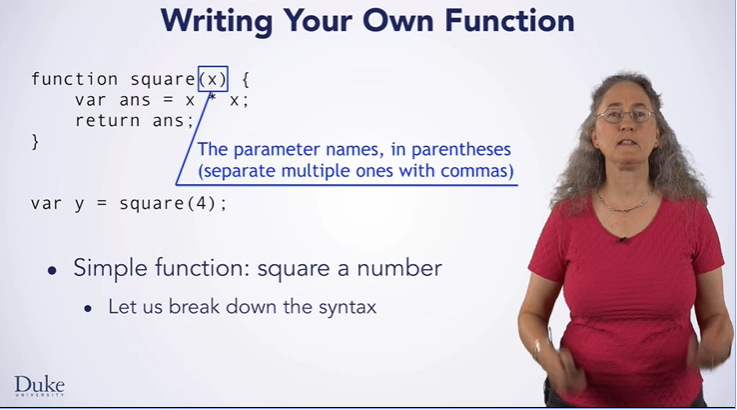 Writing Your Own Function
function square(x) {
var ans = x * x;
return ans;
}
The parameter names, in parentheses
(separate multiple ones with commas)
var y = square(4);
• Simple function: square a number
• Let us break down the syntax
Duke
UNIVERSITY